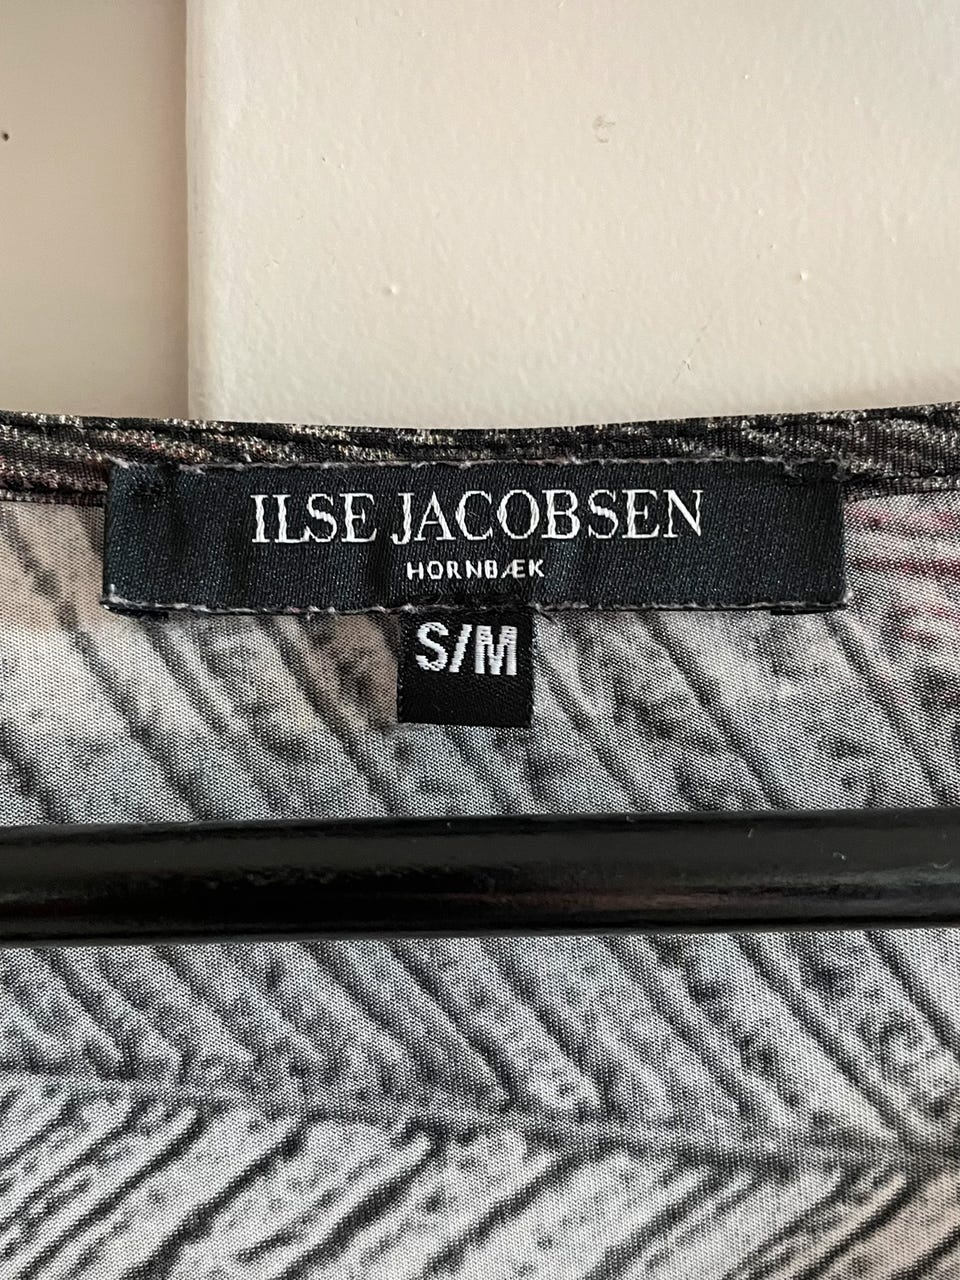 ILSE JACOBSEN
HORNBÆK
S/M